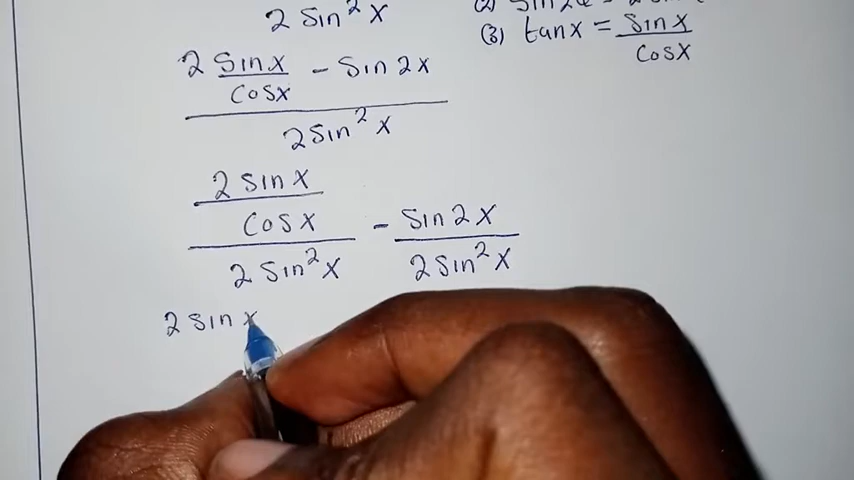 2 sin² x
(3) tan x = sin x / cos x
2 sin x / cos x - sin 2x
2 sin² x
2 sin x
cos x - sin 2x
2 sin² x 2 sin² x
2 sin x